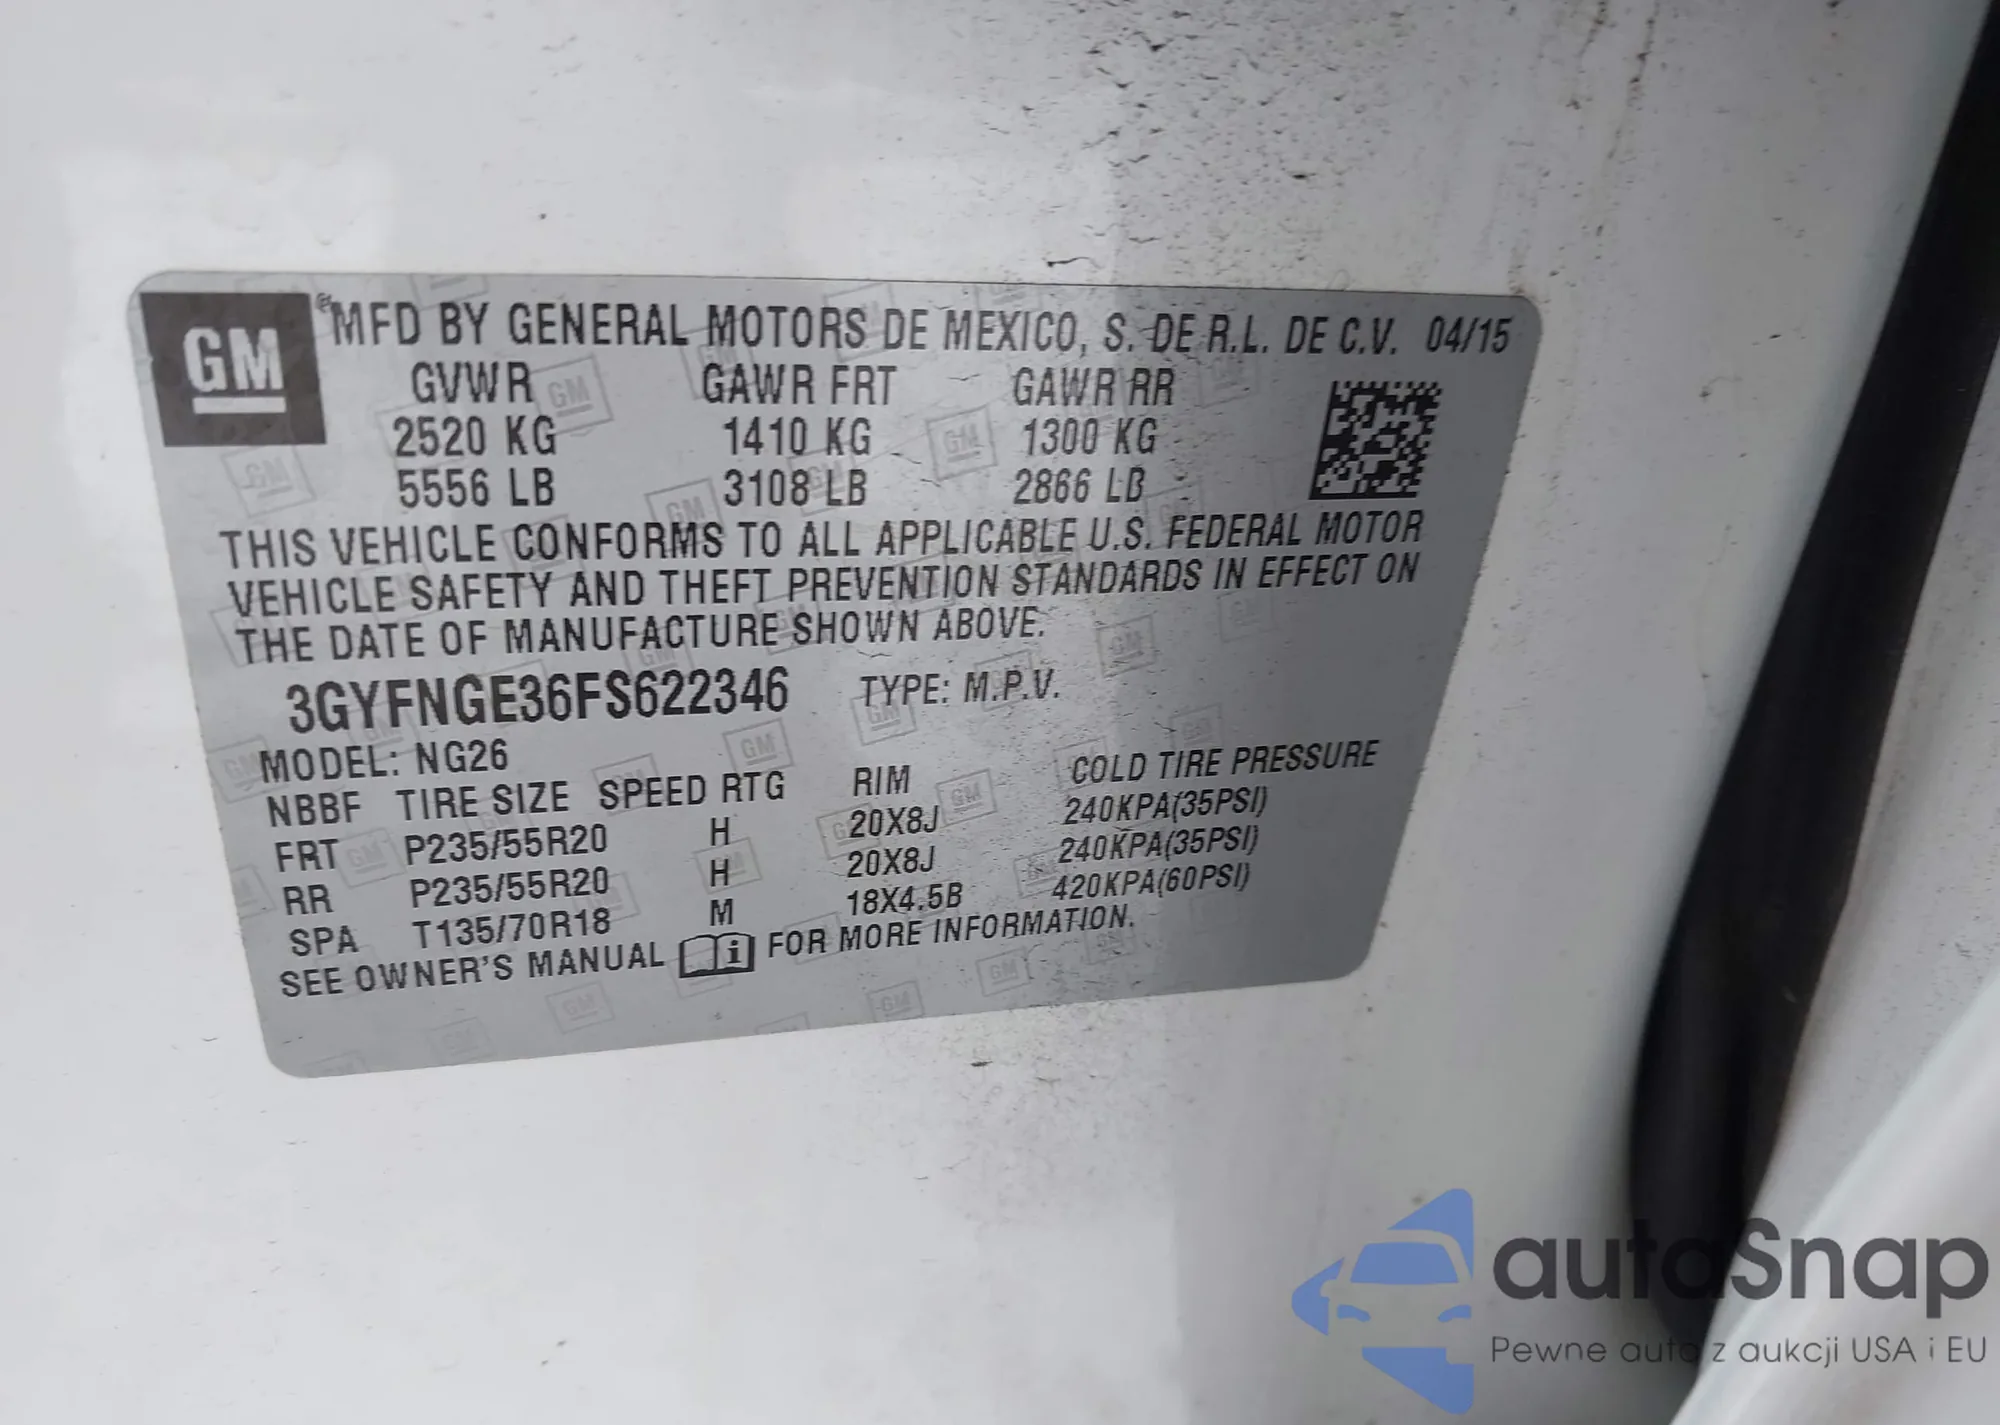 GM
MFD BY GENERAL MOTORS DE MEXICO, S. DE R.L. DE C.V. 04/15
GVWR GAWR FRT GAWR RR
2520 KG 1410 KG 1300 KG
5556 LB 3108 LB 2866 LB
THIS VEHICLE CONFORMS TO ALL APPLICABLE U.S. FEDERAL MOTOR
VEHICLE SAFETY AND THEFT PREVENTION STANDARDS IN EFFECT ON
THE DATE OF MANUFACTURE SHOWN ABOVE.
3GYFNGE36FS622346 TYPE: M.P.V.
MODEL: NG26
NBBF TIRE SIZE SPEED RTG RIM COLD TIRE PRESSURE
FRT P235/55R20 H 20X8J 240KPA(35PSI)
RR P235/55R20 H 20X8J 240KPA(35PSI)
SPA T135/70R18 M 18X4.5B 420KPA(60PSI)
SEE OWNER'S MANUAL i FOR MORE INFORMATION.
autaSnap
Pewne auta z aukcji USA i EU